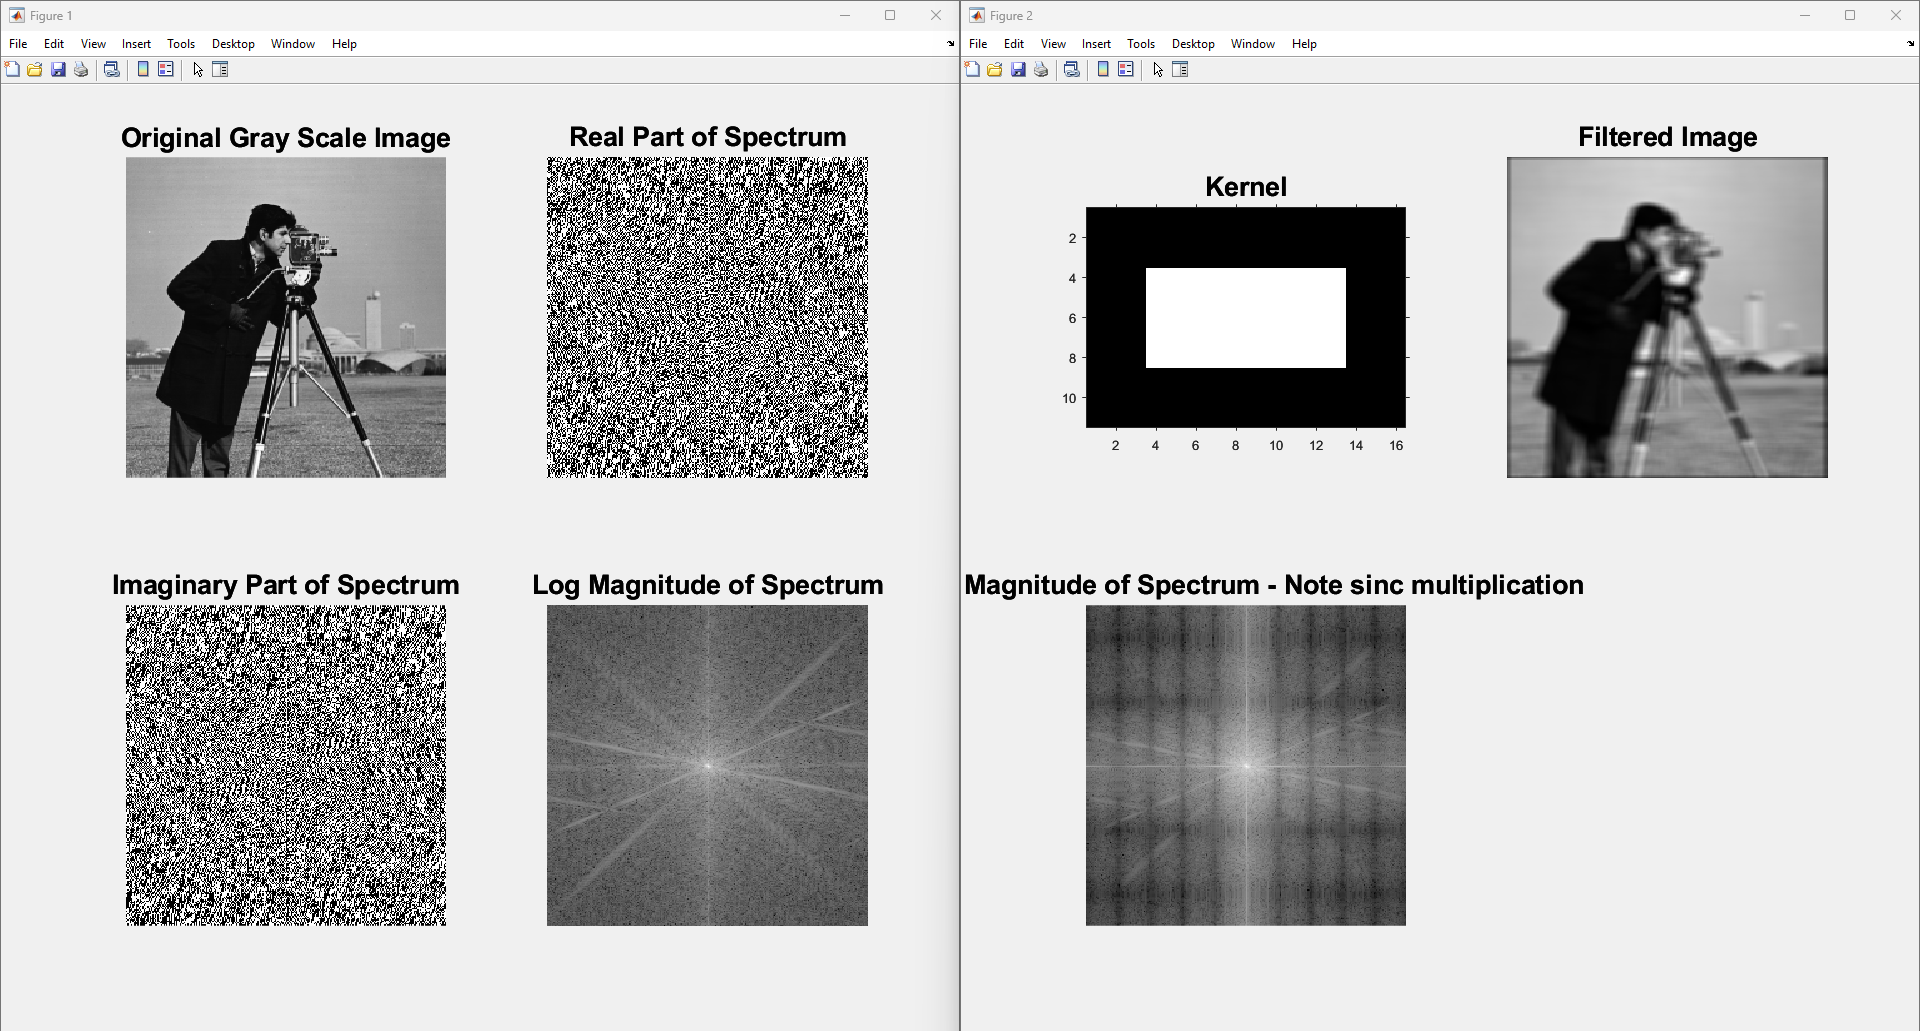 Figure 1
File Edit View Insert Tools Desktop Window Help
Original Gray Scale Image
Real Part of Spectrum
Imaginary Part of Spectrum
Log Magnitude of Spectrum
Figure 2
File Edit View Insert Tools Desktop Window Help
Kernel
2
4
6
8
10
2 4 6 8 10 12 14 16
Filtered Image
Magnitude of Spectrum - Note sinc multiplication